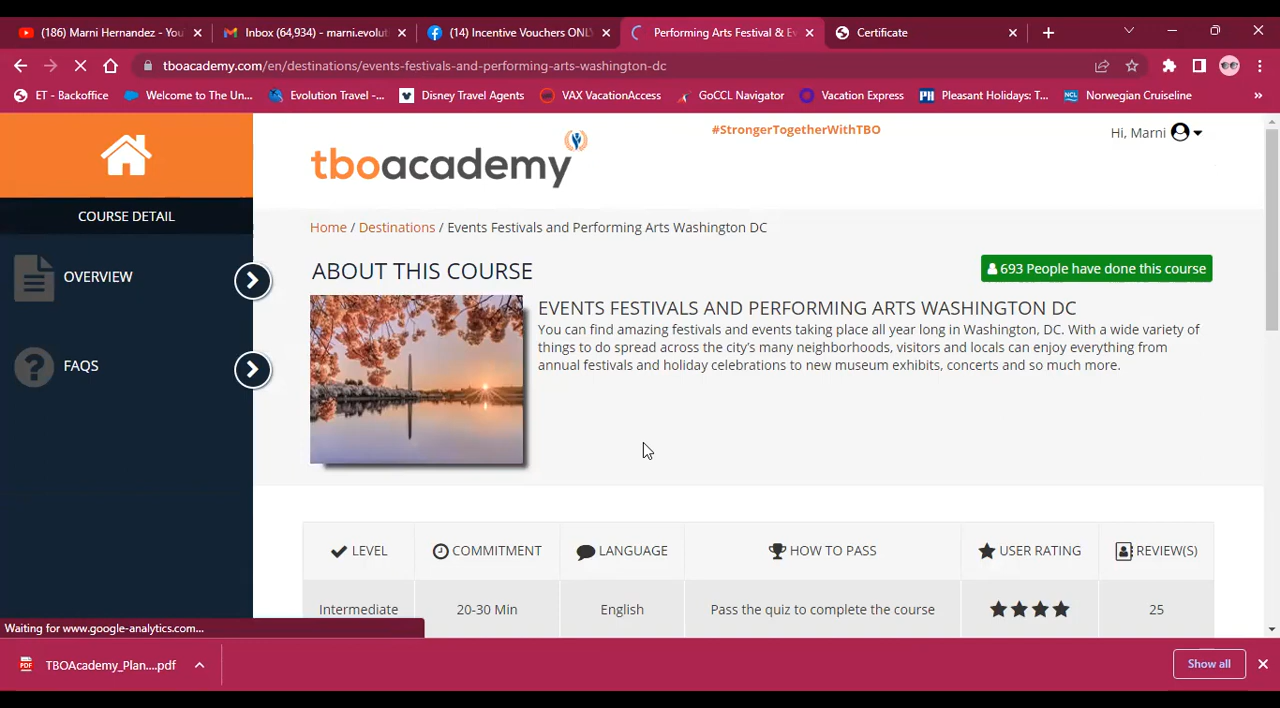 (186) Marni Hernandez - You
Inbox (64,934) - marni.evolut
(14) Incentive Vouchers ONL
Performing Arts Festival & Ev
Certificate
tboacademy.com/en/destinations/events-festivals-and-performing-arts-washington-dc
ET - Backoffice
Welcome to The Un...
Evolution Travel -...
Disney Travel Agents
VAX VacationAccess
GoCCL Navigator
Vacation Express
Pleasant Holidays: T...
Norwegian Cruiseline
»
tboacademy
#StrongerTogetherWithTBO
Hi, Marni
COURSE DETAIL
OVERVIEW
FAQS
Home / Destinations / Events Festivals and Performing Arts Washington DC
ABOUT THIS COURSE
693 People have done this course
EVENTS FESTIVALS AND PERFORMING ARTS WASHINGTON DC
You can find amazing festivals and events taking place all year long in Washington, DC. With a wide variety of
things to do spread across the city's many neighborhoods, visitors and locals can enjoy everything from
annual festivals and holiday celebrations to new museum exhibits, concerts and so much more.
LEVEL COMMITMENT LANGUAGE HOW TO PASS USER RATING REVIEW(S)
Intermediate 20-30 Min English Pass the quiz to complete the course 25
Waiting for www.google-analytics.com...
PDF TBOAcademy_Plan....pdf
Show all